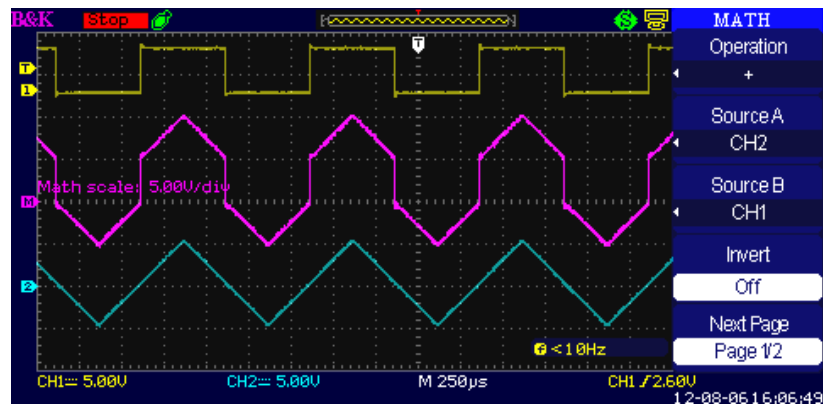 B&K Stop T S MATH
Operation
+
Source A
CH2
Source B
CH1
Invert
Off
Next Page
Page 1/2
T
T
1
Math scale: 5.00V/div
M
2
f <10Hz
CH1 5.00V CH2 5.00V M 250µs CH1 2.60V
12-08-06 16:06:49